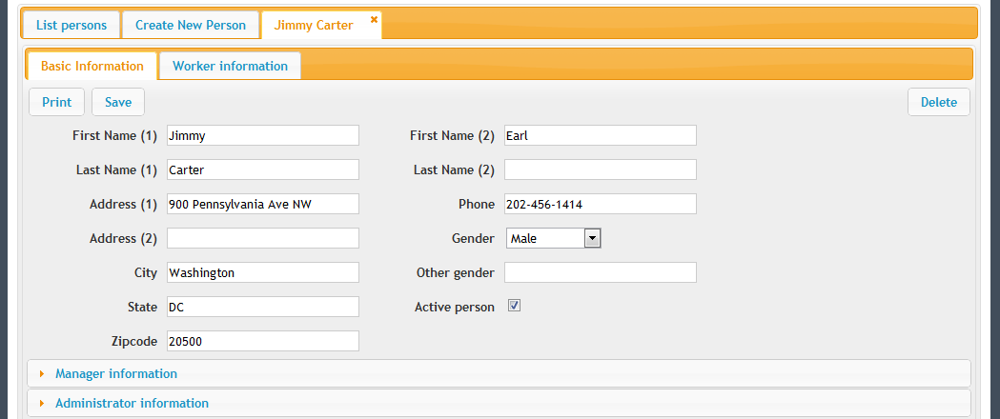 List persons Create New Person Jimmy Carter
Basic Information Worker information
Print Save Delete
First Name (1) Jimmy First Name (2) Earl
Last Name (1) Carter Last Name (2)
Address (1) 900 Pennsylvania Ave NW Phone 202-456-1414
Address (2) Gender Male
City Washington Other gender
State DC Active person
Zipcode 20500
Manager information
Administrator information